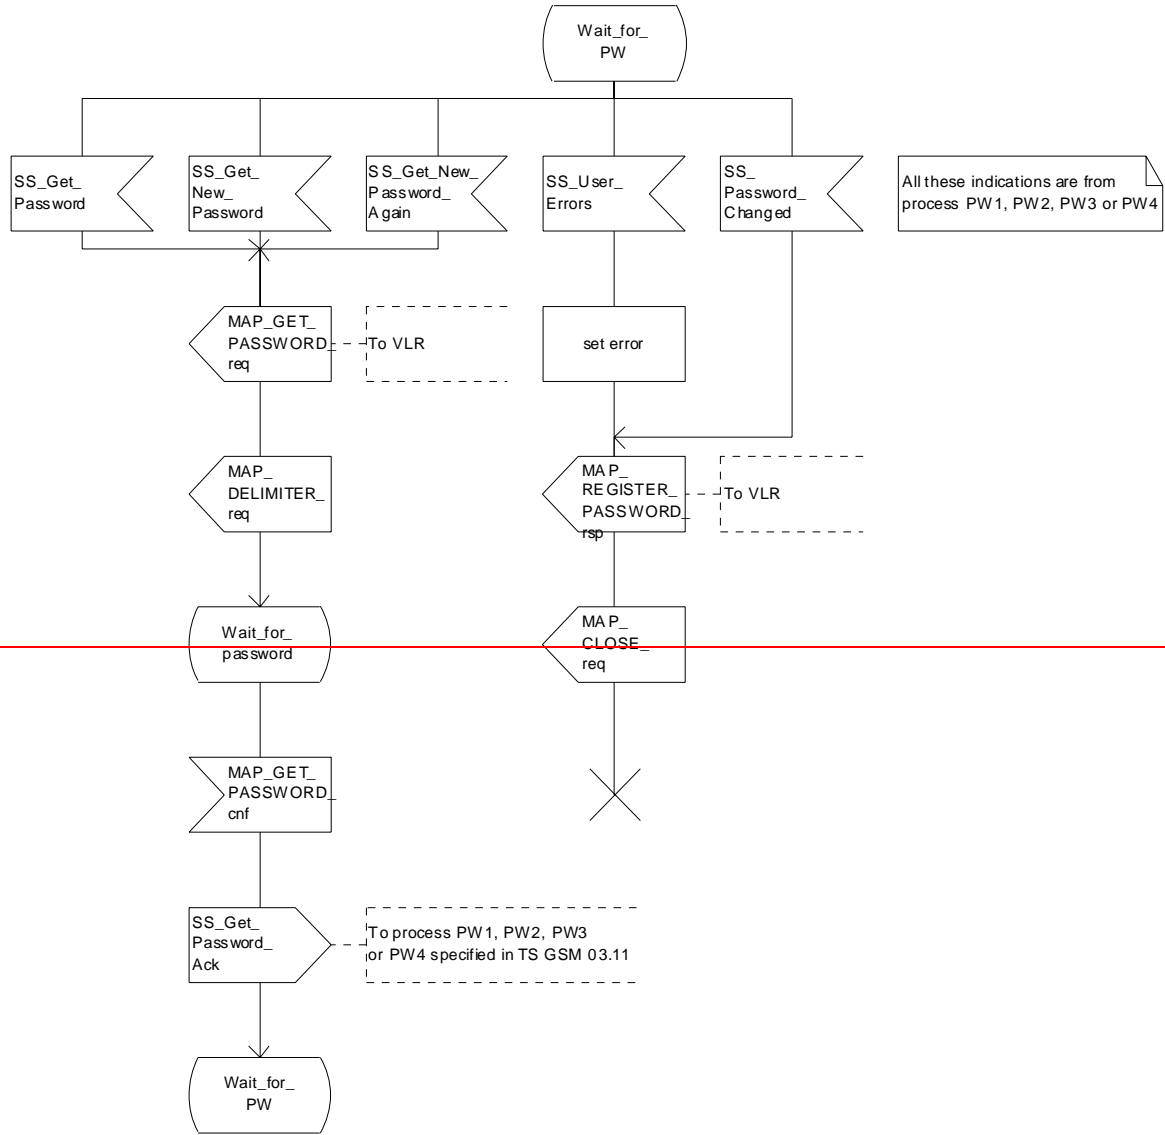 Wait_for_
PW
SS_Get_
Password
SS_Get_
New_
Password
SS_Get_New_
Password_
Again
SS_User_
Errors
SS_
Password_
Changed
All these indications are from
process PW1, PW2, PW3 or PW4
MAP_GET_
PASSWORD_
req
To VLR
set error
MAP_
DELIMITER_
req
MAP_
REGISTER_
PASSWORD_
rsp
To VLR
Wait_for_
password
MAP_
CLOSE_
req
MAP_GET_
PASSWORD_
cnf
SS_Get_
Password_
Ack
To process PW1, PW2, PW3
or PW4 specified in TS GSM 03.11
Wait_for_
PW